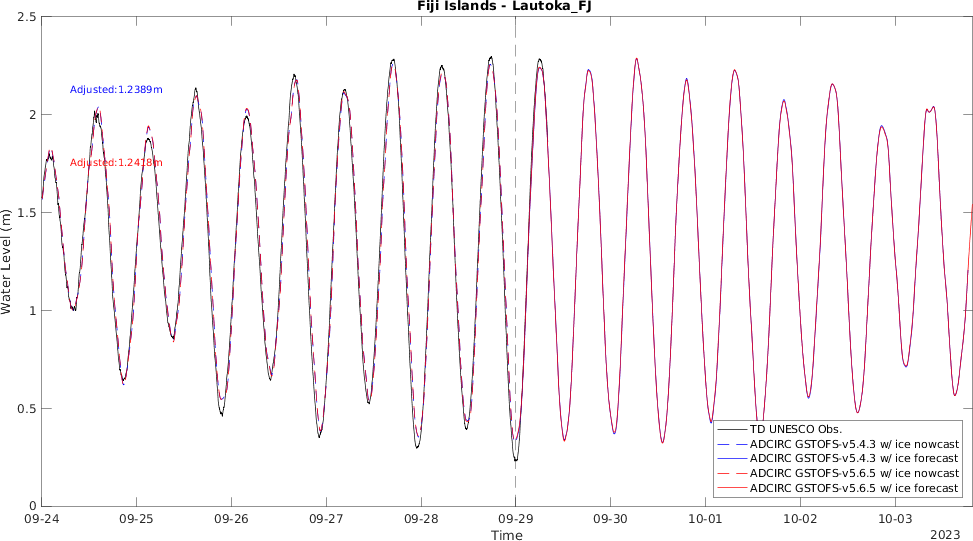 Fiji Islands - Lautoka_FJ
2.5
2
1.5
1
0.5
0
Water Level (m)
Adjusted:1.2389m
Adjusted:1.2418m
TD UNESCO Obs.
ADCIRC GSTOFS-v5.4.3 w/ ice nowcast
ADCIRC GSTOFS-v5.4.3 w/ ice forecast
ADCIRC GSTOFS-v5.6.5 w/ ice nowcast
ADCIRC GSTOFS-v5.6.5 w/ ice forecast
09-24 09-25 09-26 09-27 09-28 09-29 09-30 10-01 10-02 10-03
Time
2023